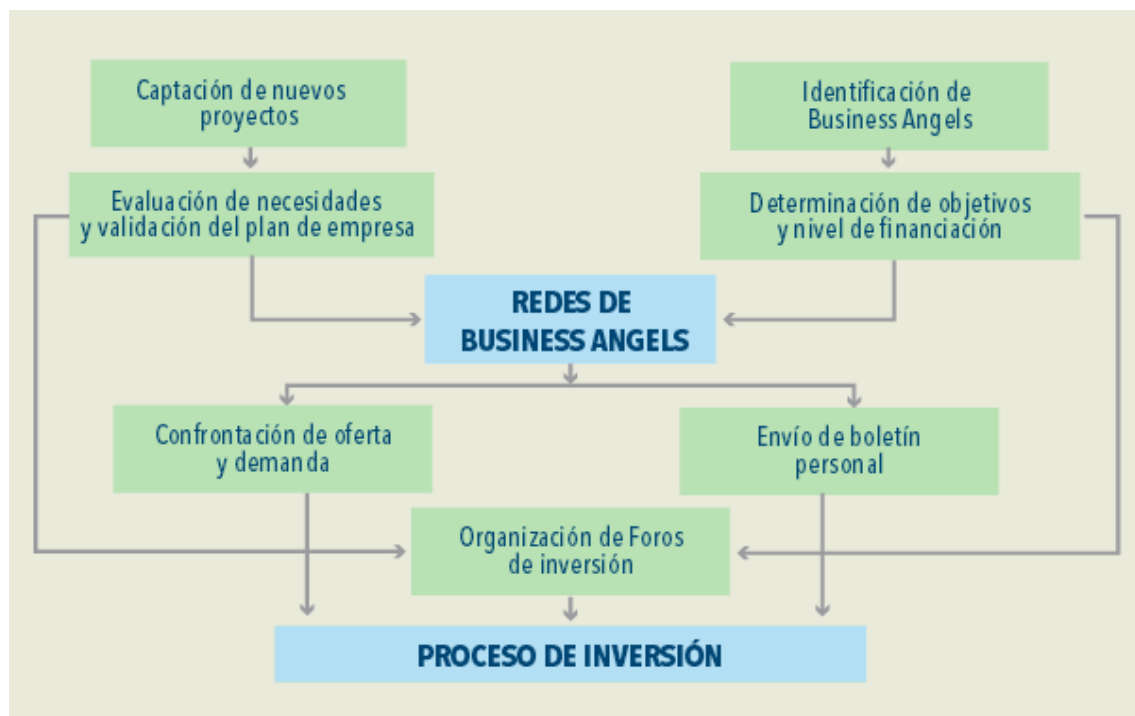 Captación de nuevos
proyectos
Identificación de
Business Angels
Evaluación de necesidades
y validación del plan de empresa
Determinación de objetivos
y nivel de financiación
REDES DE
BUSINESS ANGELS
Confrontación de oferta
y demanda
Envío de boletín
personal
Organización de Foros
de inversión
PROCESO DE INVERSIÓN